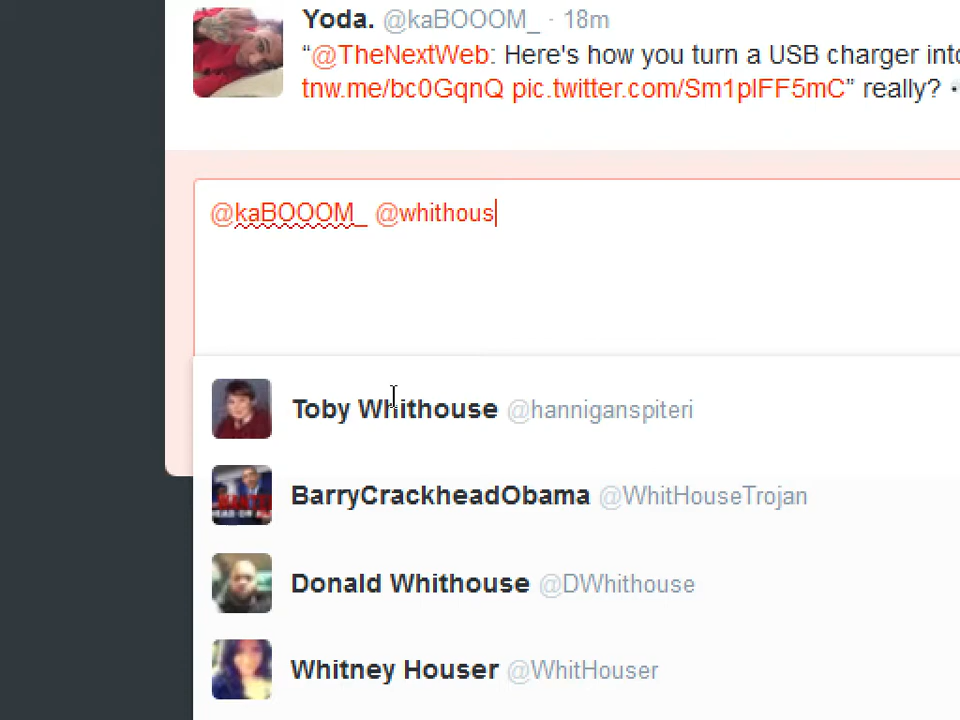 Yoda. @kaBOOOM_ · 18m
“@TheNextWeb: Here's how you turn a USB charger into
tnw.me/bc0GqnQ pic.twitter.com/Sm1plFF5mC” really? •
@kaBOOOM_ @whithous
Toby Whithouse @hanniganspiteri
BarryCrackheadObama @WhitHouseTrojan
Donald Whithouse @DWhithouse
Whitney Houser @WhitHouser